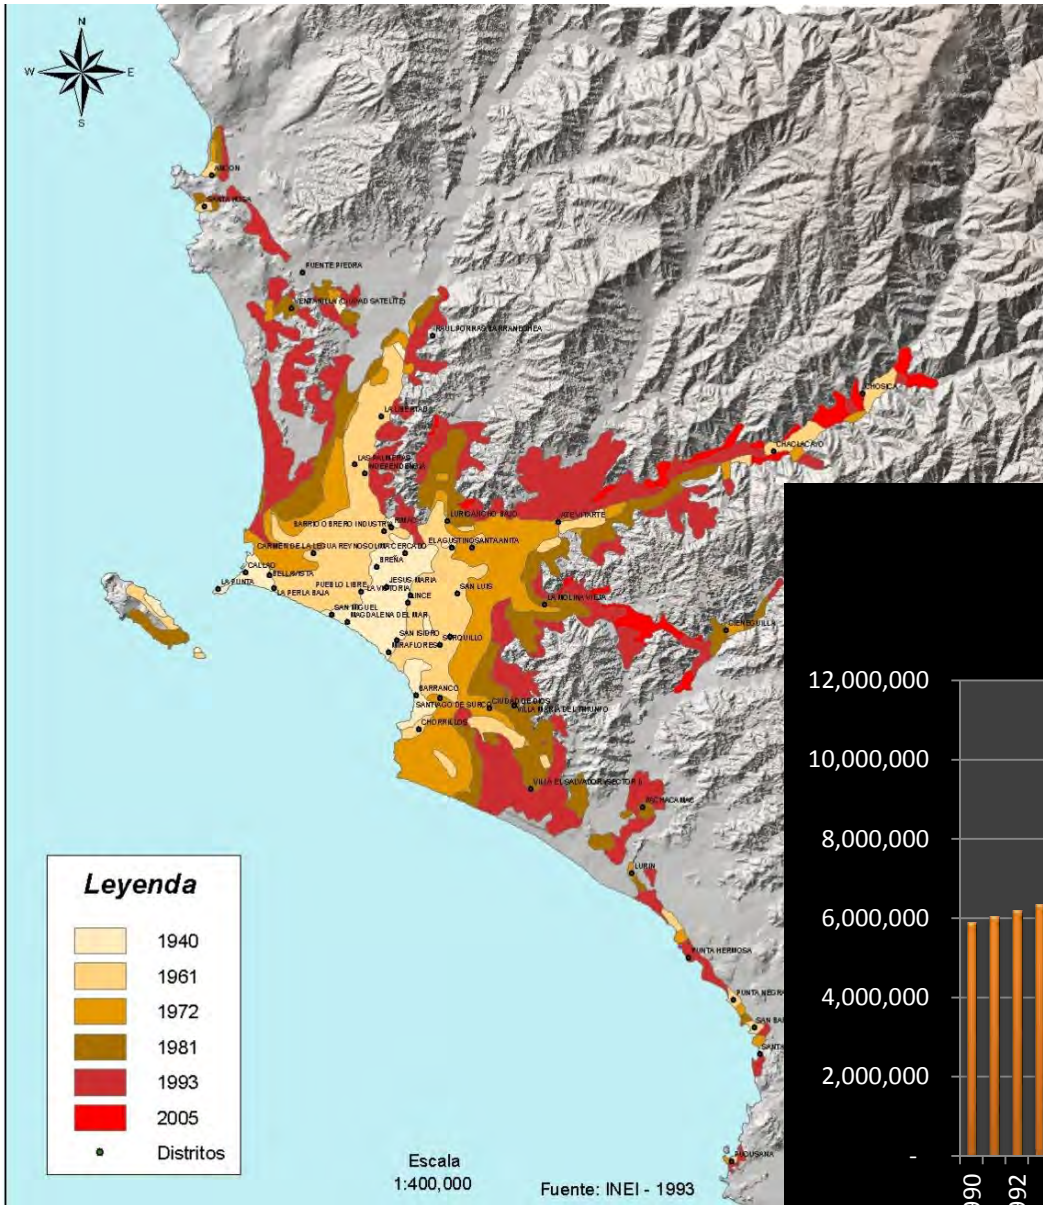 N
W E
S
ANCON
SANTA ROSA
PUENTE PIEDRA
VENTANILLA (CIUDAD SATELITE)
RAUL PORRAS BARRANECHEA
LA LIBERTAD
CHOSICA
CHACLACAYO
LAS PALMERAS
INDEPENDENCIA
LURIGANCHO BAJO
ATE VITARTE
BARRIO OBRERO INDUSTRI
RIMAC
CARMEN DE LA LEGUA REYNOSO
CERCADO
EL AGUSTINO
SANTA ANITA
BREÑA
CALLAO
BELLAVISTA
LA PUNTA
LA PERLA BAJA
PUEBLO LIBRE
JESUS MARIA
LA VICTORIA
LINCE
SAN LUIS
LA MOLINA VIEJA
SAN MIGUEL
MAGDALENA DEL MAR
CIENEGUILLA
SAN ISIDRO
SURQUILLO
MIRAFLORES
BARRANCO
SANTIAGO DE SURCO
CIUDAD DE DIOS
VILLA MARIA DEL TRIUNFO
CHORRILLOS
VILLA EL SALVADOR (SECTOR I)
PACHACAMAC
LURIN
PUNTA HERMOSA
PUNTA NEGRA
SAN BA
SANTA
PUCUSANA
Leyenda
1940
1961
1972
1981
1993
2005
Distritos
Escala
1:400,000
Fuente: INEI - 1993
12,000,000
10,000,000
8,000,000
6,000,000
4,000,000
2,000,000
-
990
992